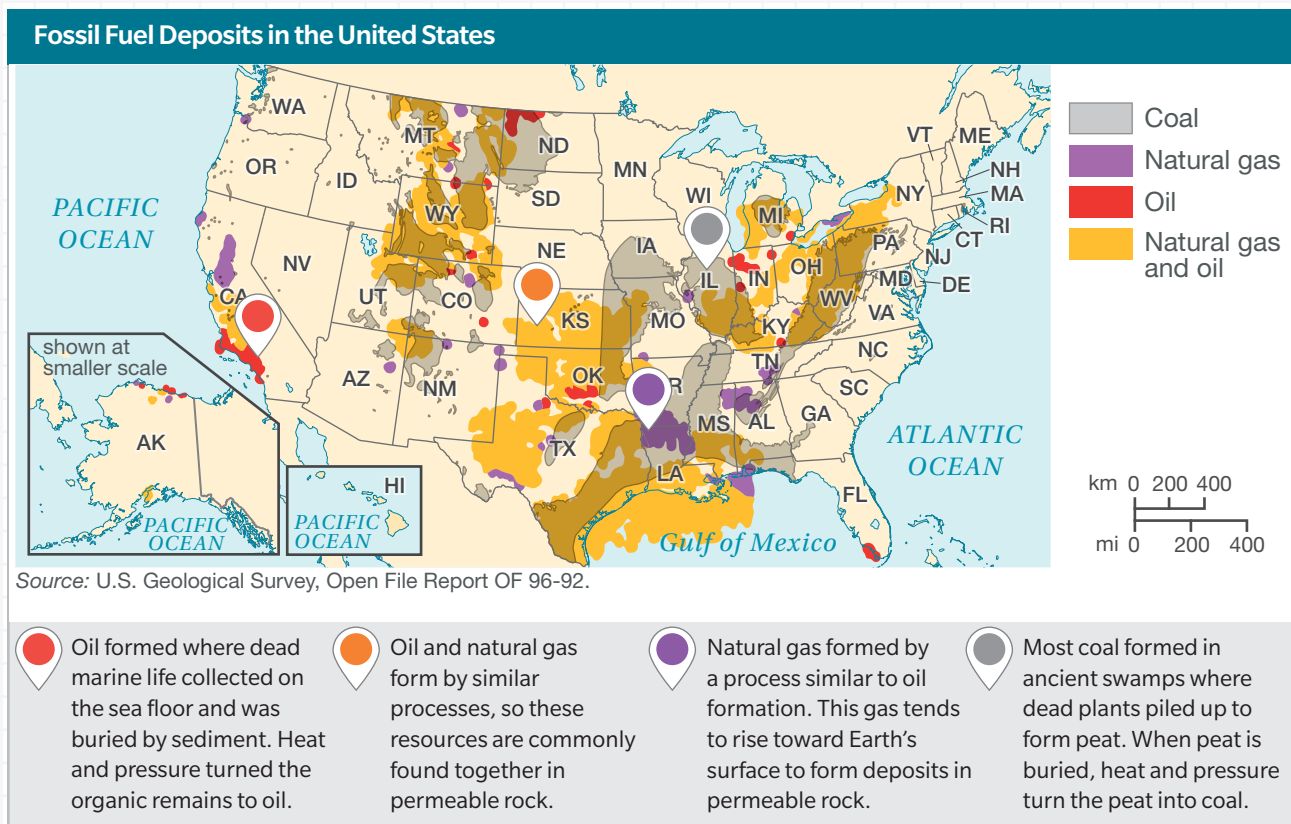 Fossil Fuel Deposits in the United States
WA
MT
ND
MN
VT
ME
OR
ID
SD
WI
NH
MA
NY
PACIFIC
OCEAN
WY
MI
RI
CT
NE
IA
PA
NJ
NV
IL
IN
OH
MD
DE
CA
UT
CO
WV
KS
MO
KY
VA
shown at
smaller scale
AZ
NM
OK
R
TN
NC
SC
MS
AL
GA
AK
TX
LA
ATLANTIC
OCEAN
HI
FL
PACIFIC
OCEAN
PACIFIC
OCEAN
Gulf of Mexico
Coal
Natural gas
Oil
Natural gas
and oil
km 0 200 400
mi 0 200 400
Source: U.S. Geological Survey, Open File Report OF 96-92.
Oil formed where dead
marine life collected on
the sea floor and was
buried by sediment. Heat
and pressure turned the
organic remains to oil.
Oil and natural gas
form by similar
processes, so these
resources are commonly
found together in
permeable rock.
Natural gas formed by
a process similar to oil
formation. This gas tends
to rise toward Earth's
surface to form deposits in
permeable rock.
Most coal formed in
ancient swamps where
dead plants piled up to
form peat. When peat is
buried, heat and pressure
turn the peat into coal.